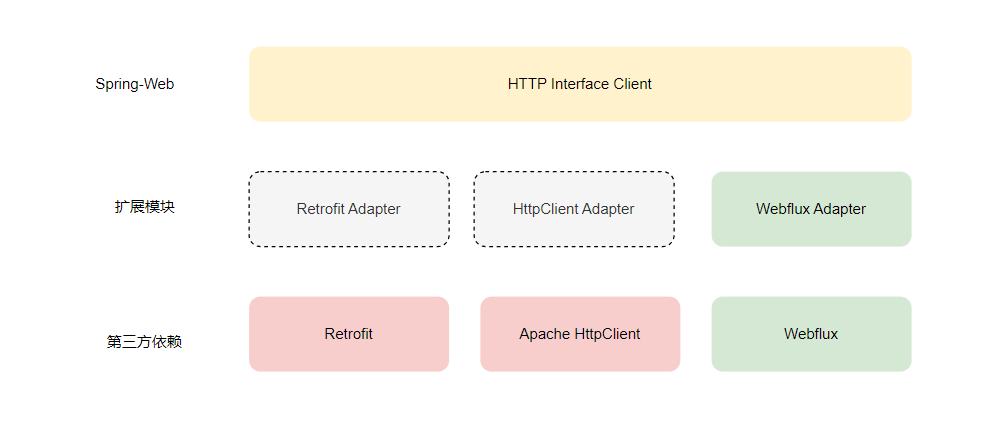 Spring-Web
HTTP Interface Client
扩展模块
Retrofit Adapter
HttpClient Adapter
Webflux Adapter
第三方依赖
Retrofit
Apache HttpClient
Webflux